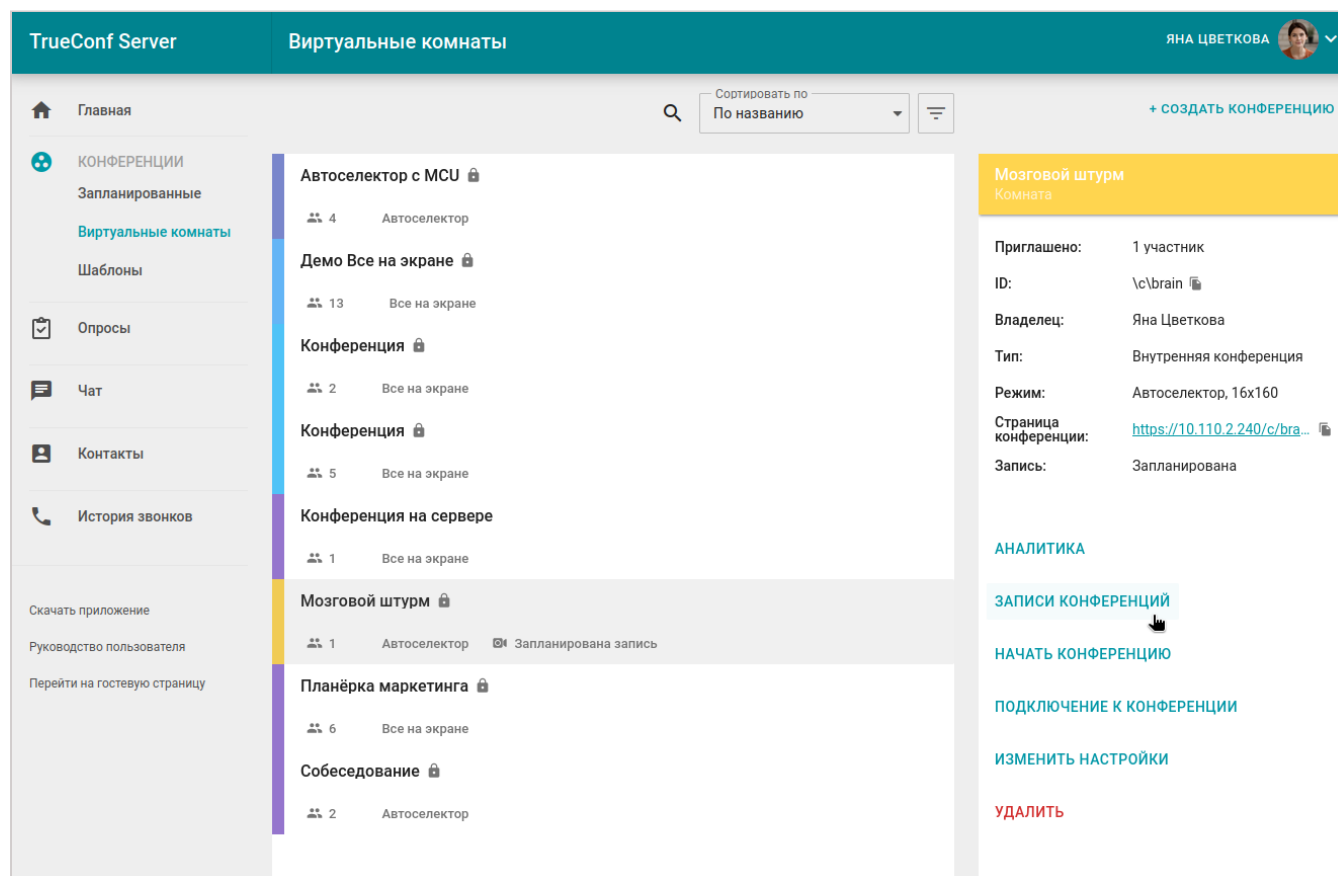 TrueConf Server
Виртуальные комнаты
ЯНА ЦВЕТКОВА
Главная
КОНФЕРЕНЦИИ
Запланированные
Виртуальные комнаты
Шаблоны
Опросы
Чат
Контакты
История звонков
Скачать приложение
Руководство пользователя
Перейти на гостевую страницу
Сортировать по
По названию
+ СОЗДАТЬ КОНФЕРЕНЦИЮ
Автоселектор с MCU
4 Автоселектор
Демо Все на экране
13 Все на экране
Конференция
2 Все на экране
Конференция
5 Все на экране
Конференция на сервере
1 Все на экране
Мозговой штурм
1 Автоселектор Запланирована запись
Планёрка маркетинга
6 Все на экране
Собеседование
2 Автоселектор
Мозговой штурм
Комната
Приглашено: 1 участник
ID: \c\brain
Владелец: Яна Цветкова
Тип: Внутренняя конференция
Режим: Автоселектор, 16x160
Страница
конференции: https://10.110.2.240/c/bra...
Запись: Запланирована
АНАЛИТИКА
ЗАПИСИ КОНФЕРЕНЦИЙ
НАЧАТЬ КОНФЕРЕНЦИЮ
ПОДКЛЮЧЕНИЕ К КОНФЕРЕНЦИИ
ИЗМЕНИТЬ НАСТРОЙКИ
УДАЛИТЬ